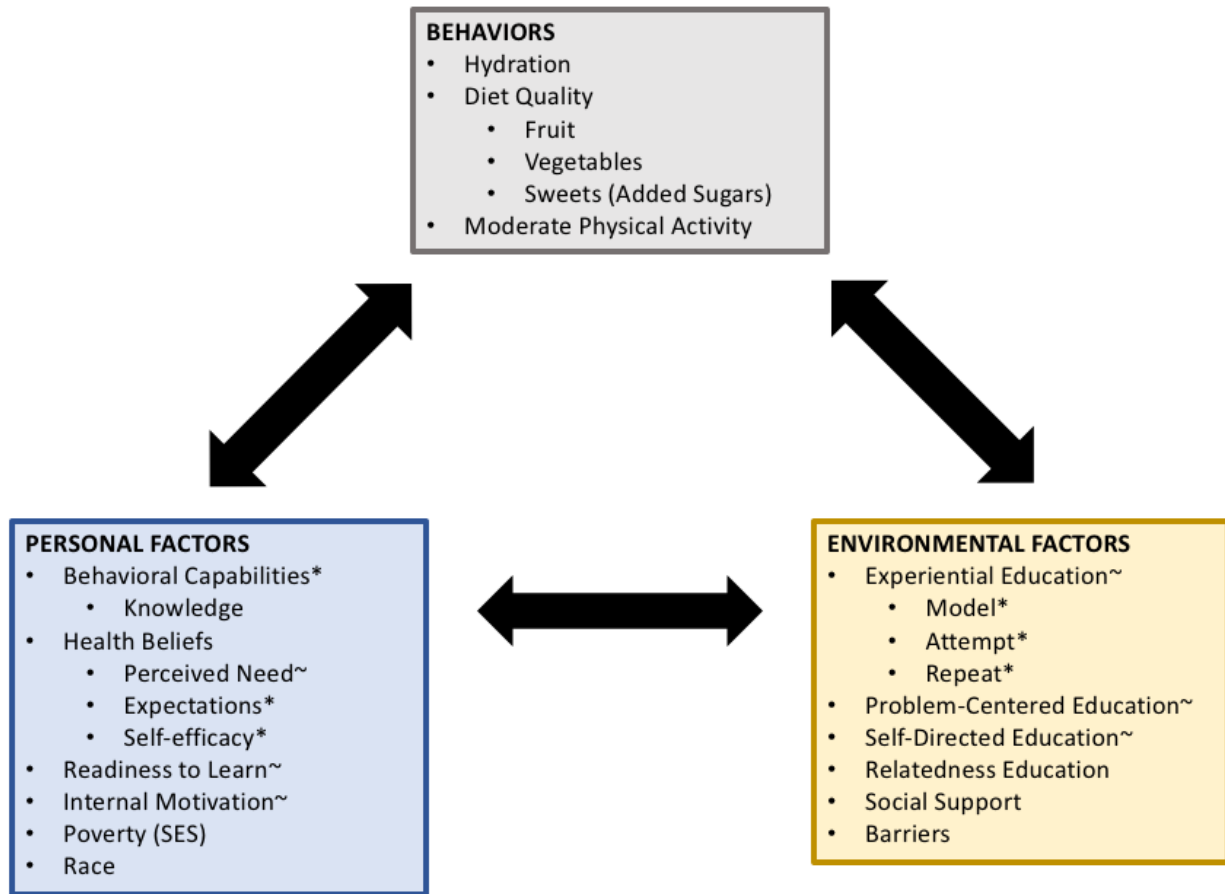 BEHAVIORS
• Hydration
• Diet Quality
• Fruit
• Vegetables
• Sweets (Added Sugars)
• Moderate Physical Activity
PERSONAL FACTORS
• Behavioral Capabilities*
• Knowledge
• Health Beliefs
• Perceived Need~
• Expectations*
• Self-efficacy*
• Readiness to Learn~
• Internal Motivation~
• Poverty (SES)
• Race
ENVIRONMENTAL FACTORS
• Experiential Education~
• Model*
• Attempt*
• Repeat*
• Problem-Centered Education~
• Self-Directed Education~
• Relatedness Education
• Social Support
• Barriers